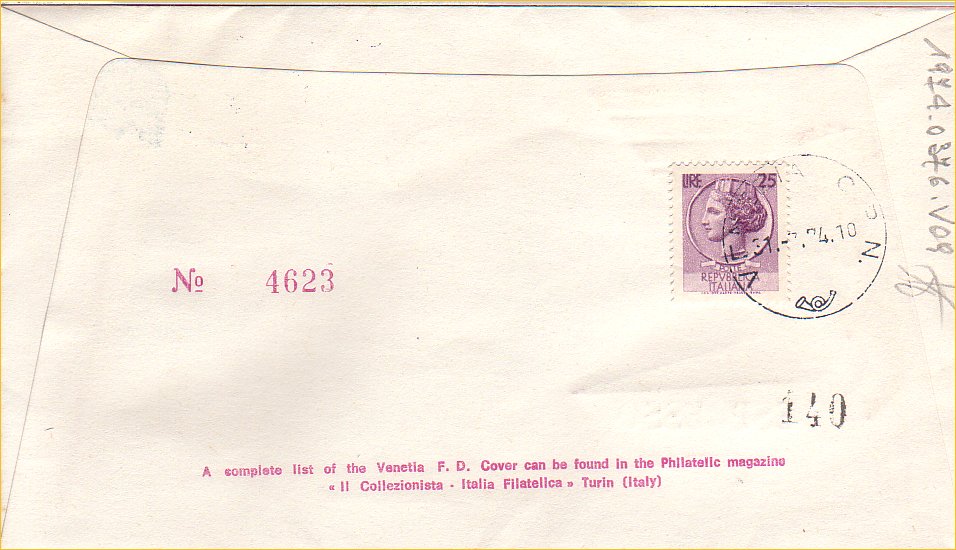 LIRE 25
REPVBBLICA
ITALIANA
№ 4623
140
A complete list of the Venetia F. D. Cover can be found in the Philatelic magazine
« Il Collezionista - Italia Filatelica » Turin (Italy)